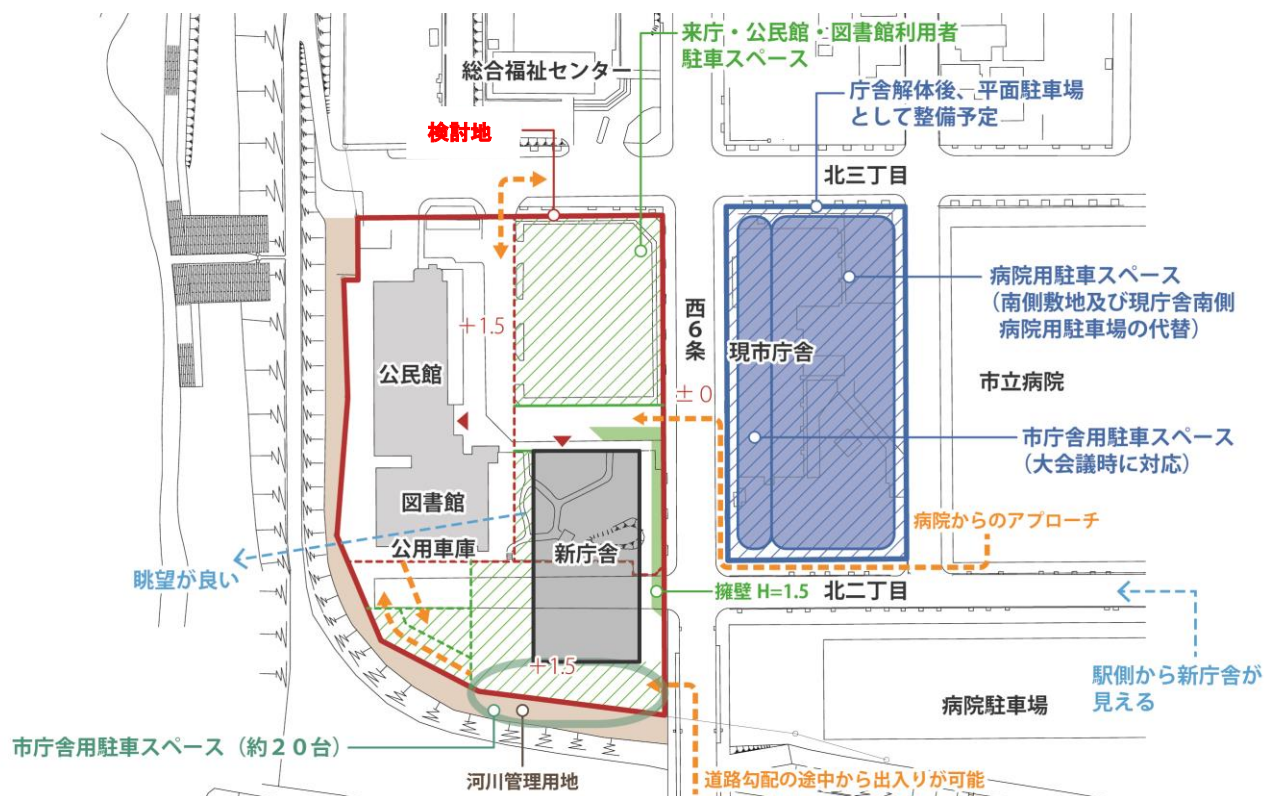 来庁・公民館・図書館利用者
駐車スペース
総合福祉センター
庁舎解体後、平面駐車場
として整備予定
検討地
北三丁目
病院用駐車スペース
（南側敷地及び現庁舎南側
病院用駐車場の代替）
西6条
＋1.5
公民館
現市庁舎
市立病院
±0
市庁舎用駐車スペース
（大会議時に対応）
図書館
病院からのアプローチ
公用車庫
新庁舎
眺望が良い
擁壁 H=1.5
北二丁目
＋1.5
駅側から新庁舎が
見える
病院駐車場
市庁舎用駐車スペース（約２０台）
河川管理用地
道路勾配の途中から出入りが可能